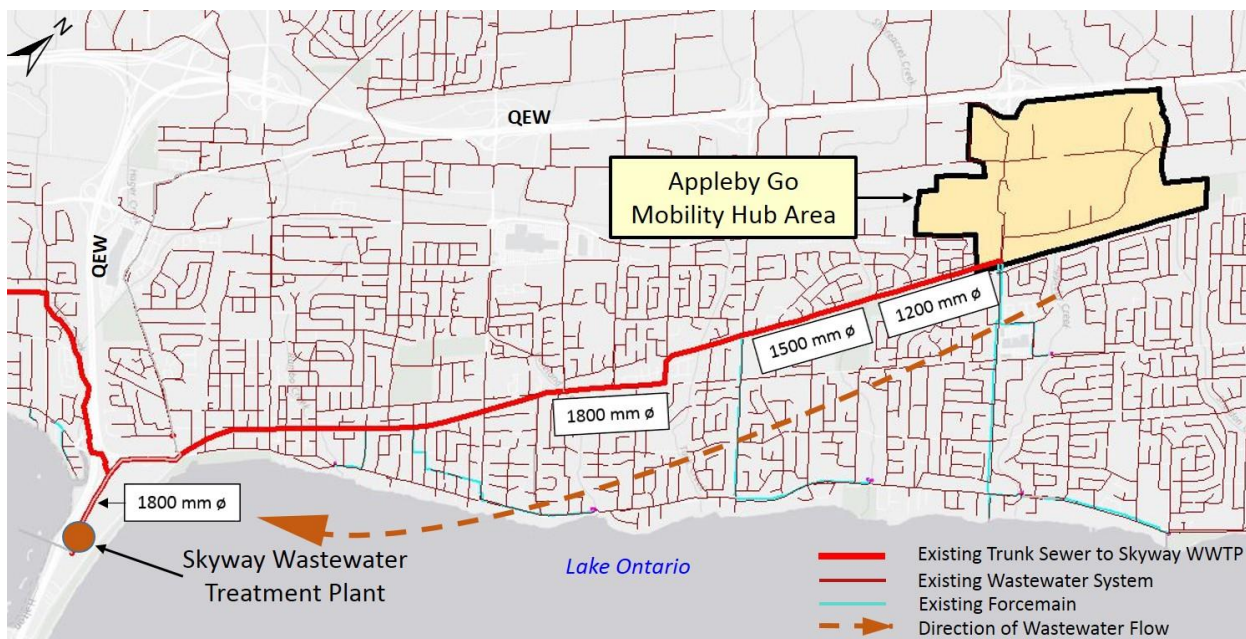 N
QEW
QEW
Appleby Go
Mobility Hub Area
1200 mm ø
1500 mm ø
1800 mm ø
1800 mm ø
Skyway Wastewater
Treatment Plant
Lake Ontario
Existing Trunk Sewer to Skyway WWTP
Existing Wastewater System
Existing Forcemain
Direction of Wastewater Flow